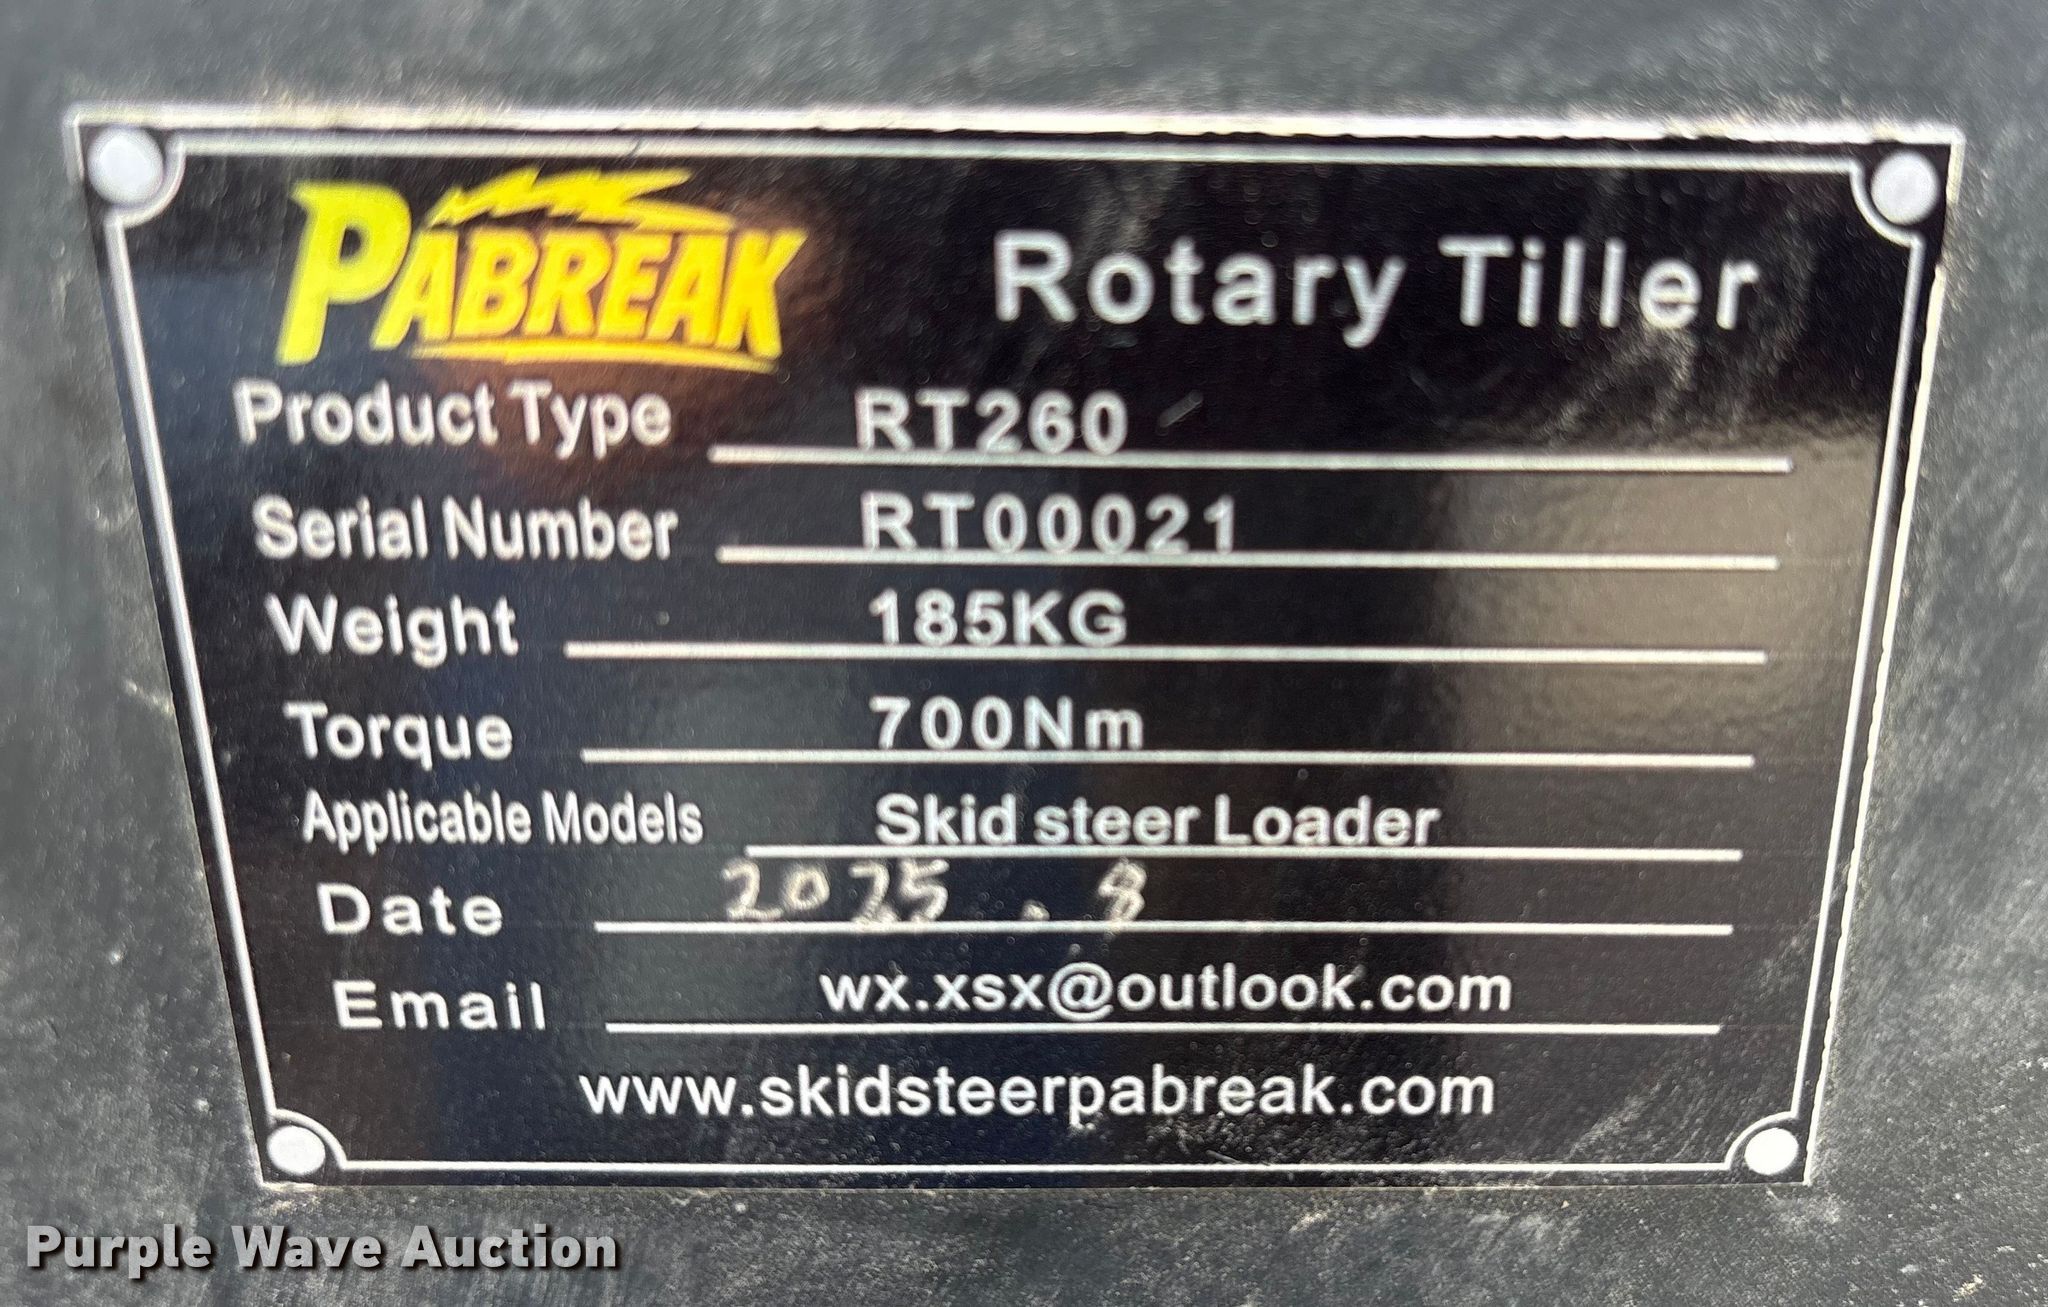 PABREAK
Rotary Tiller
Product Type RT260
Serial Number RT00021
Weight 185KG
Torque 700Nm
Applicable Models Skid steer Loader
Date 2025.8
Email wx.xsx@outlook.com
www.skidsteerpabreak.com
Purple Wave Auction